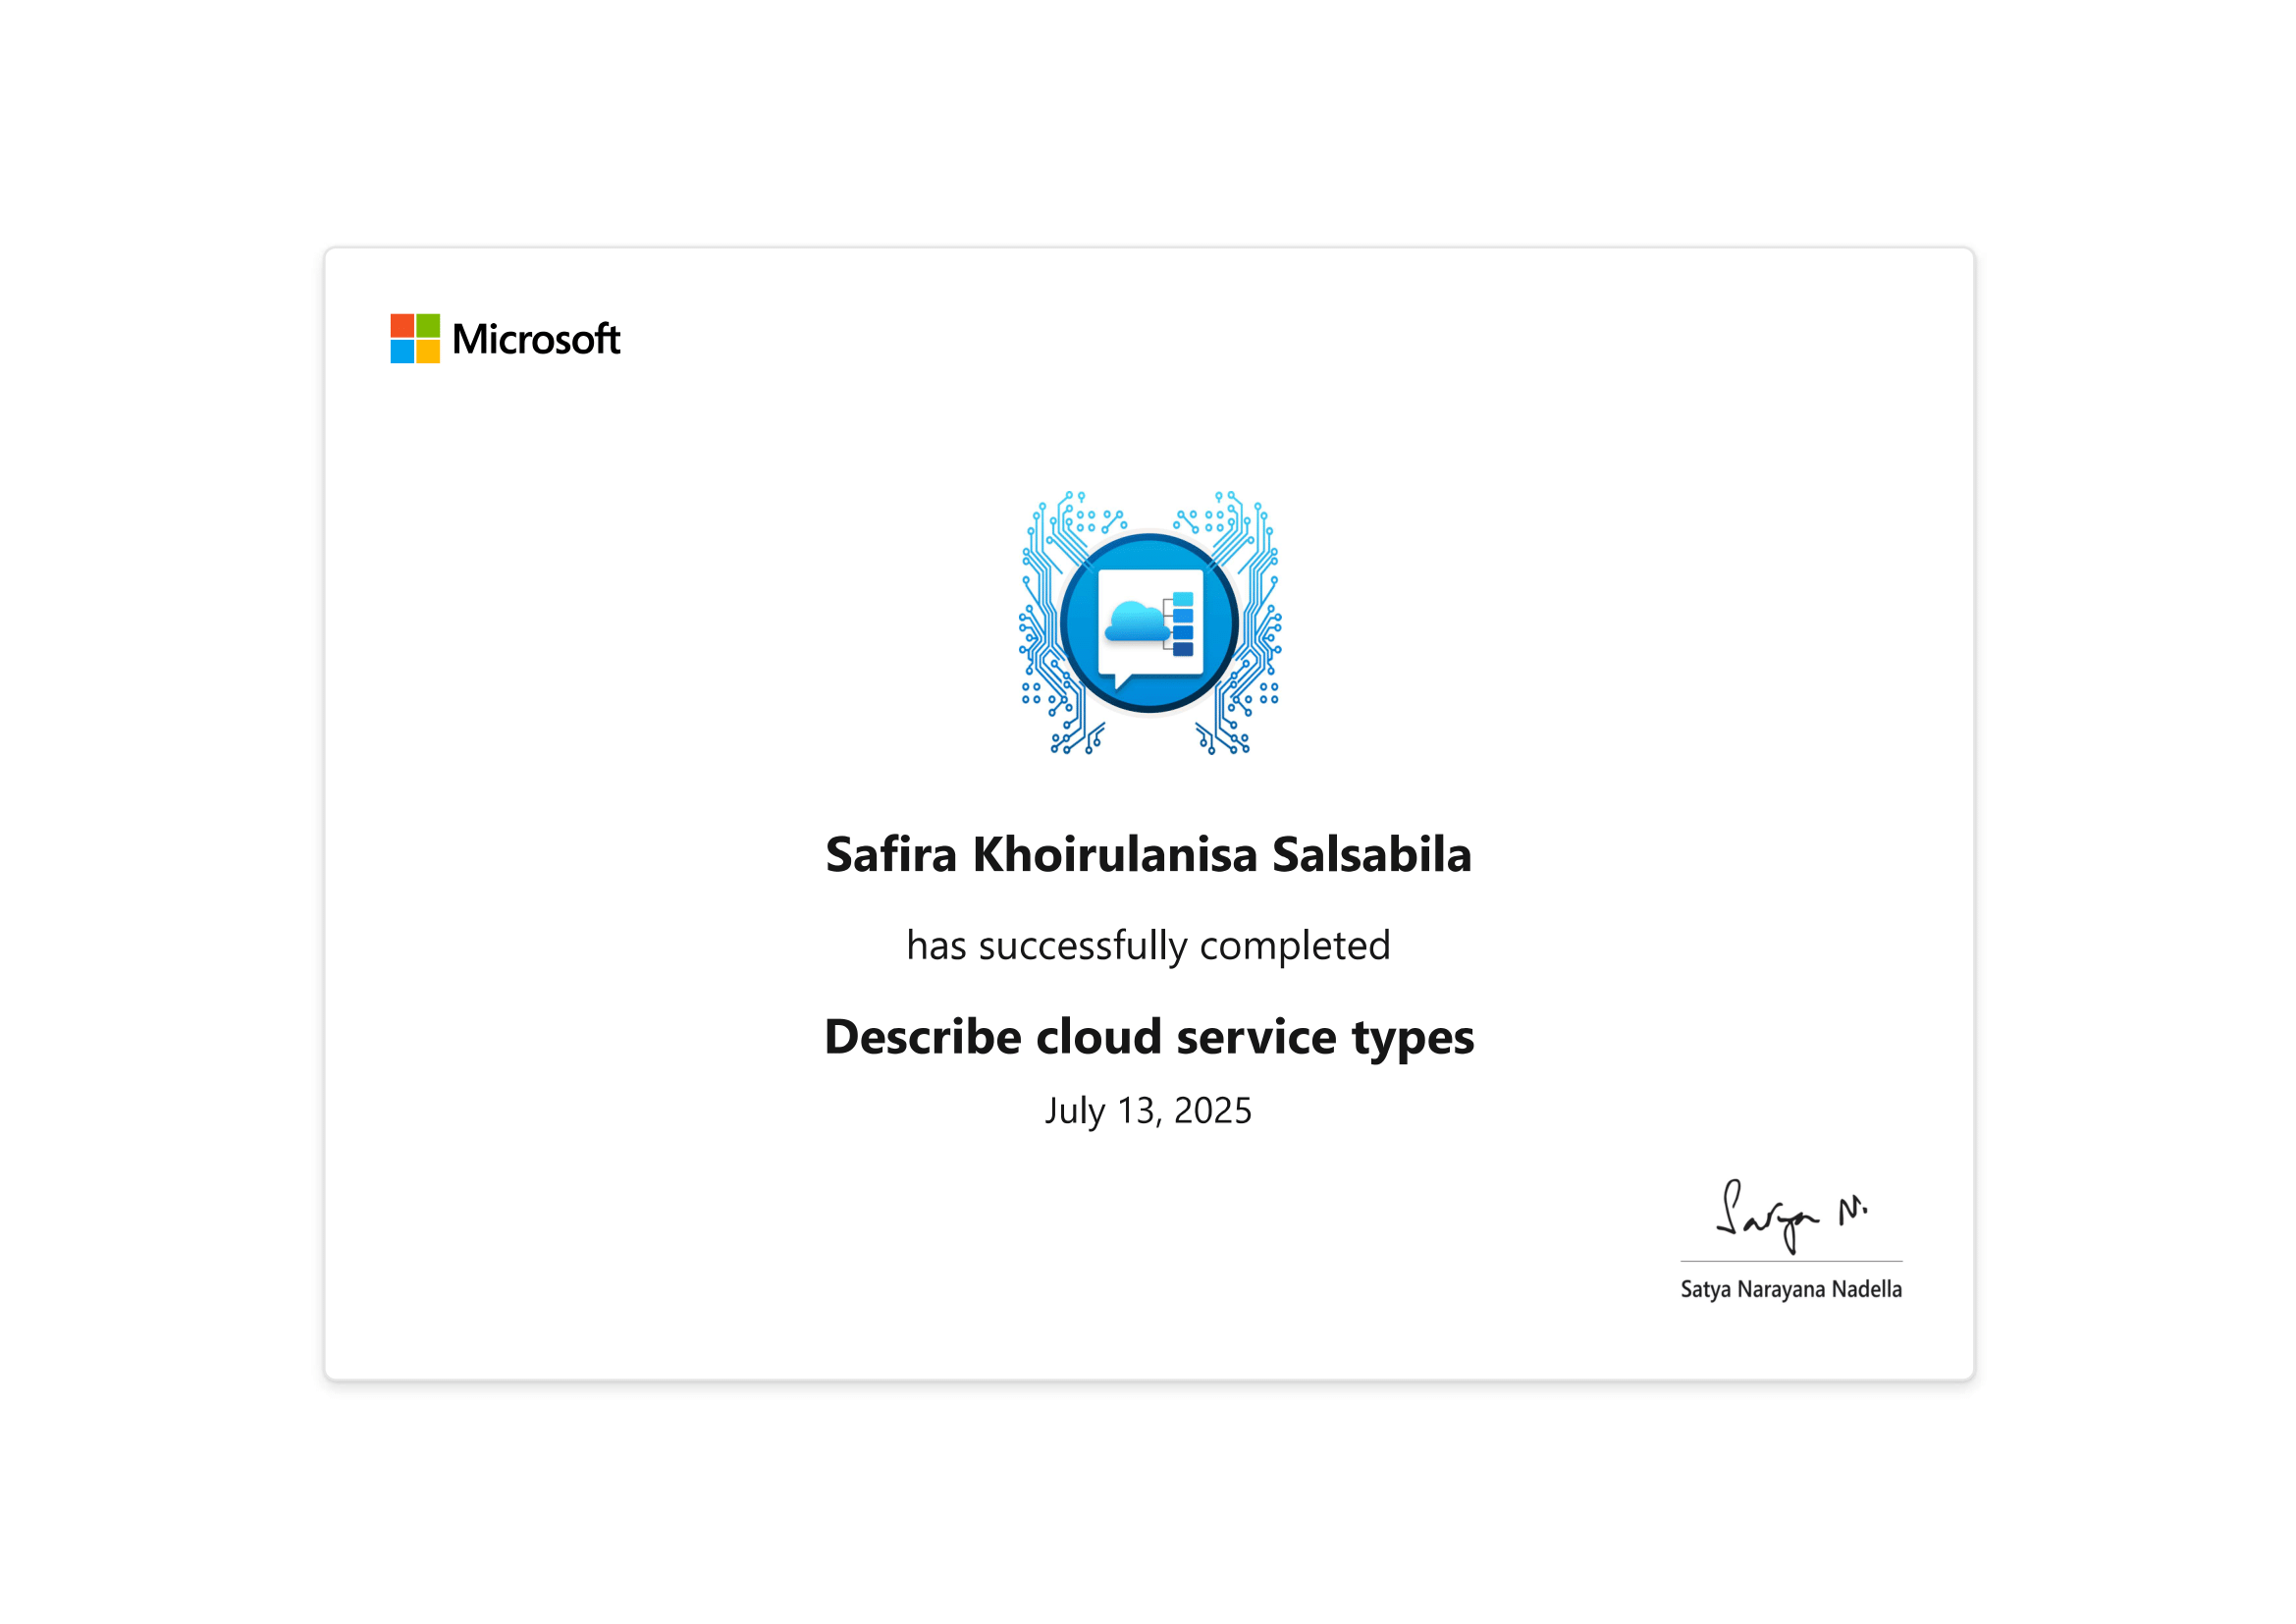 Microsoft
Safira Khoirulanisa Salsabila
has successfully completed
Describe cloud service types
July 13, 2025
Satya N.
Satya Narayana Nadella